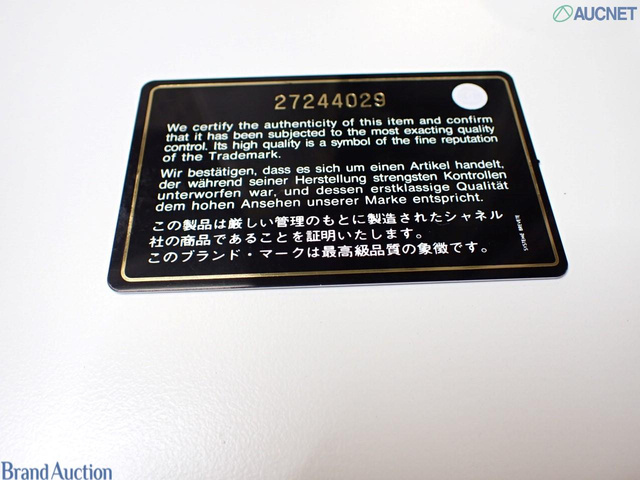 AUCNET
27244029
We certify the authenticity of this item and confirm
that it has been subjected to the most exacting quality
control. Its high quality is a symbol of the fine reputation
of the Trademark.
Wir bestätigen, dass es sich um einen Artikel handelt,
der während seiner Herstellung strengsten Kontrollen
unterworfen war, und dessen erstklassige Qualität
dem hohen Ansehen unserer Marke entspricht.
この製品は厳しい管理のもとに製造されたシャネル
社の商品であることを証明いたします。
このブランド・マークは最高級品質の象徴です。
SYSTEME BREVETE
Brand Auction